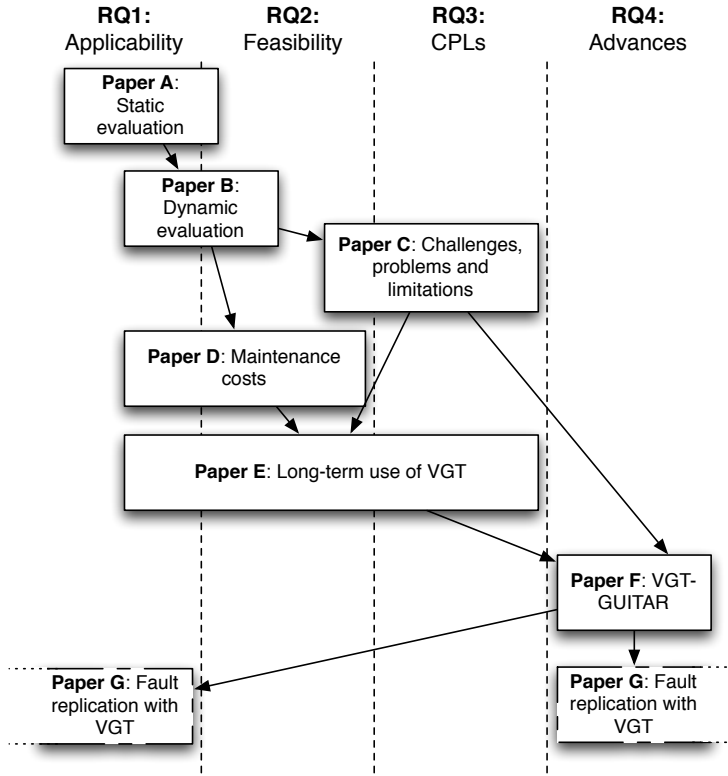 RQ1:
Applicability
RQ2:
Feasibility
RQ3:
CPLs
RQ4:
Advances
Paper A:
Static
evaluation
Paper B:
Dynamic
evaluation
Paper C: Challenges,
problems and
limitations
Paper D: Maintenance
costs
Paper E: Long-term use of VGT
Paper F: VGT-
GUITAR
Paper G: Fault
replication with
VGT
Paper G: Fault
replication with
VGT